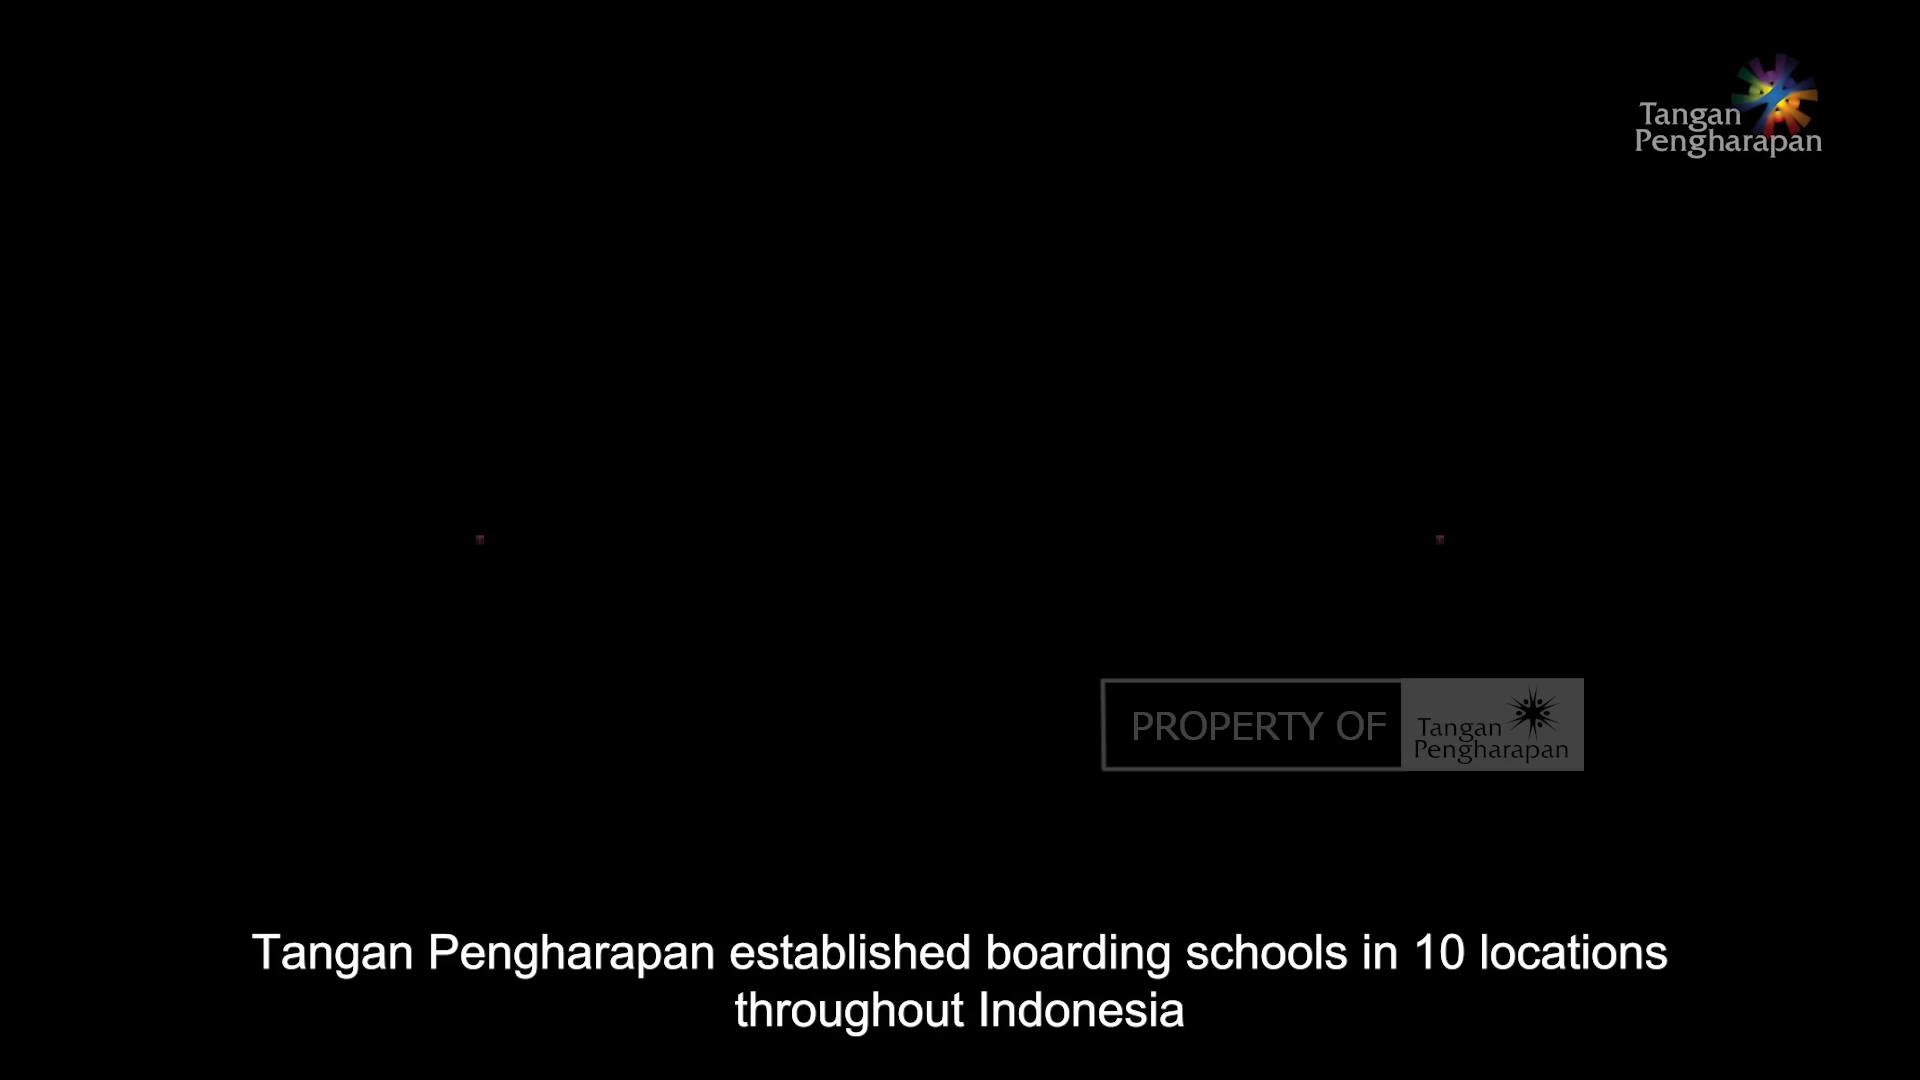 Tangan
Pengharapan
PROPERTY OF
Tangan
Pengharapan
Tangan Pengharapan established boarding schools in 10 locations
throughout Indonesia